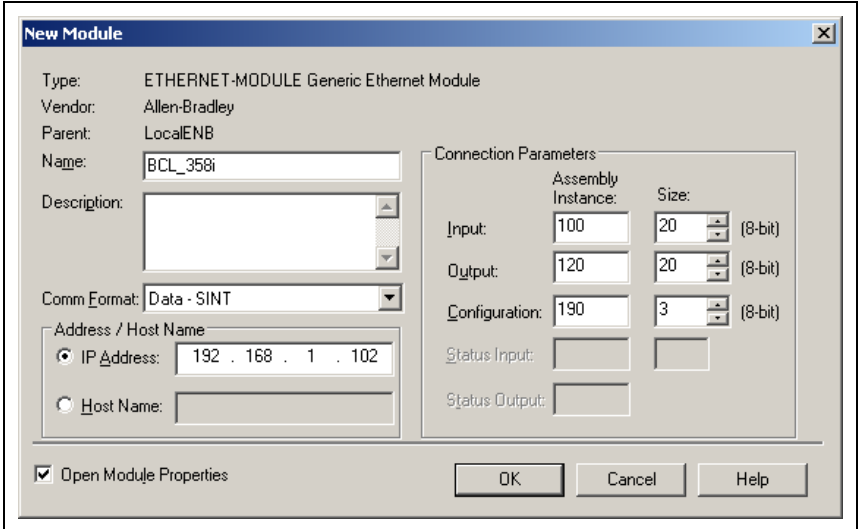 New Module
Type: ETHERNET-MODULE Generic Ethernet Module
Vendor: Allen-Bradley
Parent: LocalENB
Name: BCL_358i
Description:
Comm Format: Data - SINT
Address / Host Name
IP Address: 192 . 168 . 1 . 102
Host Name:
Connection Parameters
Assembly
Instance: Size:
Input: 100 20 (8-bit)
Output: 120 20 (8-bit)
Configuration: 190 3 (8-bit)
Status Input:
Status Output:
Open Module Properties
OK Cancel Help